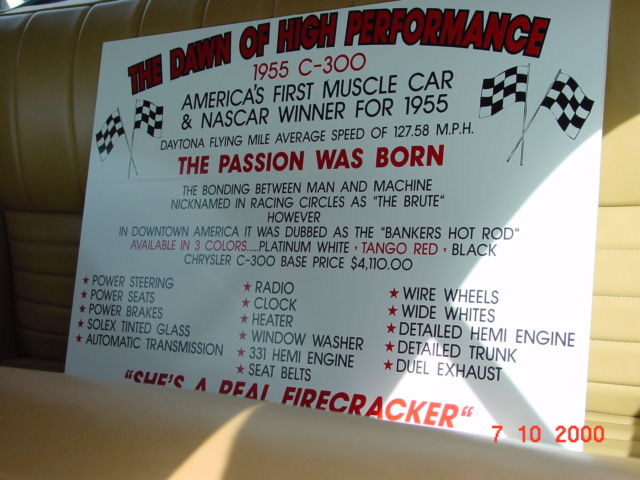 THE DAWN OF HIGH PERFORMANCE
1955 C-300
AMERICA'S FIRST MUSCLE CAR
& NASCAR WINNER FOR 1955
DAYTONA FLYING MILE AVERAGE SPEED OF 127.58 M.P.H.
THE PASSION WAS BORN
THE BONDING BETWEEN MAN AND MACHINE
NICKNAMED IN RACING CIRCLES AS "THE BRUTE"
HOWEVER
IN DOWNTOWN AMERICA IT WAS DUBBED AS THE "BANKERS HOT ROD"
AVAILABLE IN 3 COLORS.....PLATINUM WHITE • TANGO RED • BLACK
CHRYSLER C-300 BASE PRICE $4,110.00
★ POWER STEERING
★ POWER SEATS
★ POWER BRAKES
★ SOLEX TINTED GLASS
★ AUTOMATIC TRANSMISSION
★ RADIO
★ CLOCK
★ HEATER
★ WINDOW WASHER
★ 331 HEMI ENGINE
★ SEAT BELTS
★ WIRE WHEELS
★ WIDE WHITES
★ DETAILED HEMI ENGINE
★ DETAILED TRUNK
★ DUEL EXHAUST
"SHE'S A REAL FIRECRACKER"
7 10 2000